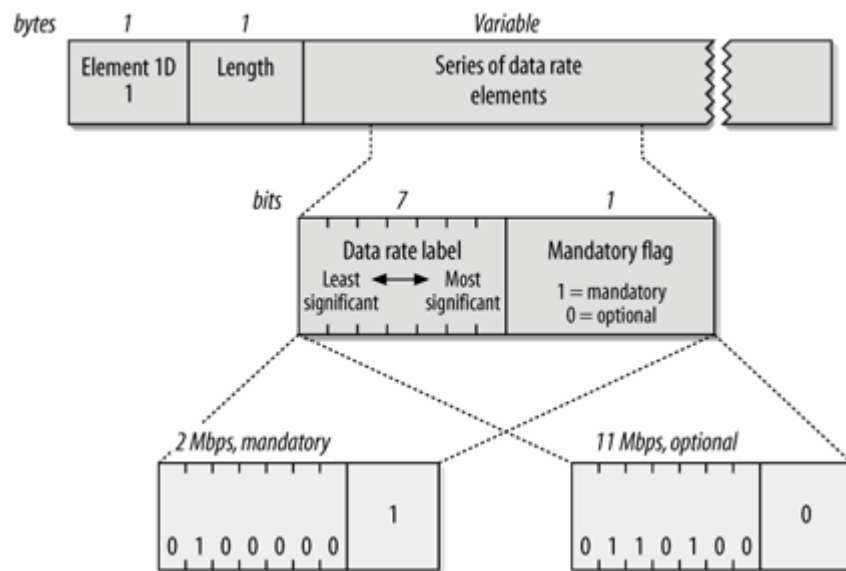 bytes 1 1 Variable
Element 1D Length Series of data rate
1 elements
bits 7 1
Data rate label Mandatory flag
Least Most 1 = mandatory
significant significant 0 = optional
2 Mbps, mandatory 11 Mbps, optional
1 0
0 1 0 0 0 0 0 0 1 1 0 1 0 0